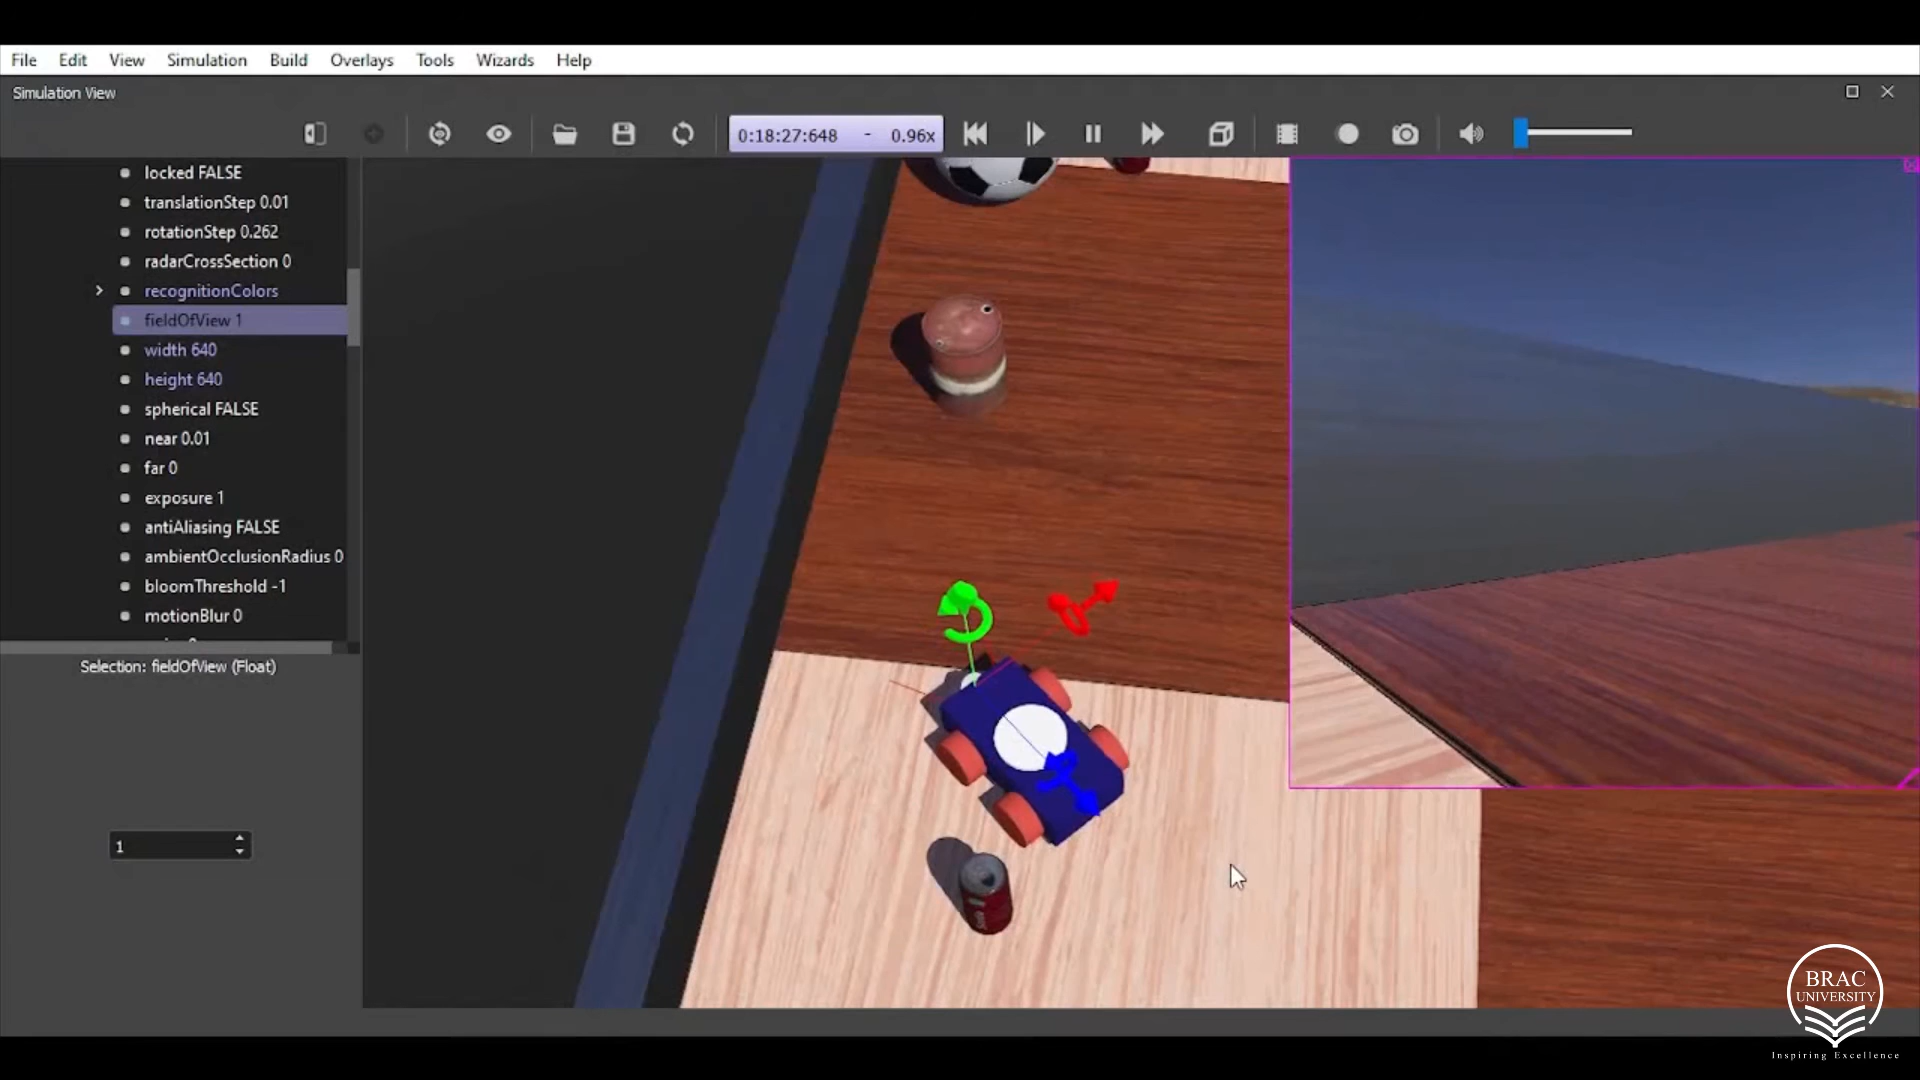 File Edit View Simulation Build Overlays Tools Wizards Help
Simulation View
0:18:27:648 - 0.96x
locked FALSE
translationStep 0.01
rotationStep 0.262
radarCrossSection 0
recognitionColors
fieldOfView 1
width 640
height 640
spherical FALSE
near 0.01
far 0
exposure 1
antiAliasing FALSE
ambientOcclusionRadius 0
bloomThreshold -1
motionBlur 0
Selection: fieldOfView (Float)
1
BRAC
UNIVERSITY
Inspiring Excellence